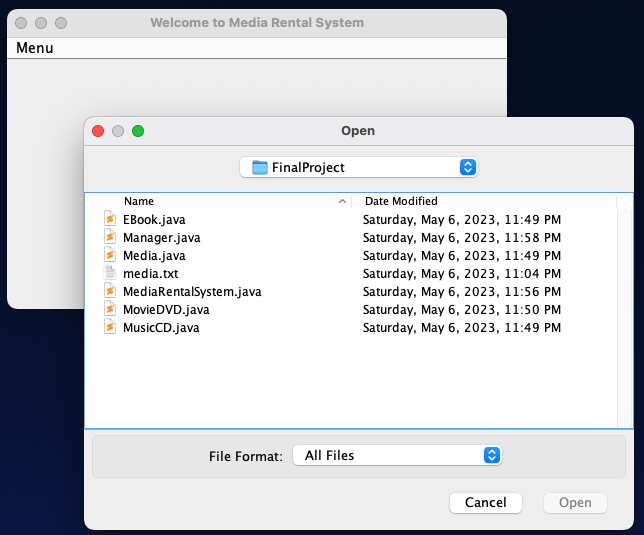 Welcome to Media Rental System
Menu
Open
FinalProject
Name Date Modified
EBook.java Saturday, May 6, 2023, 11:49 PM
Manager.java Saturday, May 6, 2023, 11:58 PM
Media.java Saturday, May 6, 2023, 11:49 PM
media.txt Saturday, May 6, 2023, 11:04 PM
MediaRentalSystem.java Saturday, May 6, 2023, 11:56 PM
MovieDVD.java Saturday, May 6, 2023, 11:50 PM
MusicCD.java Saturday, May 6, 2023, 11:49 PM
File Format: All Files
Cancel Open